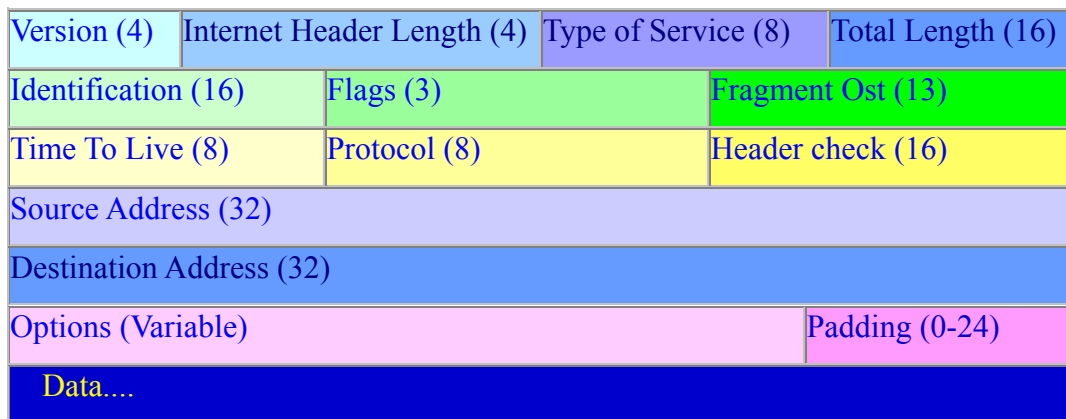 Version (4) Internet Header Length (4) Type of Service (8) Total Length (16)
Identification (16) Flags (3) Fragment Ost (13)
Time To Live (8) Protocol (8) Header check (16)
Source Address (32)
Destination Address (32)
Options (Variable) Padding (0-24)
Data....